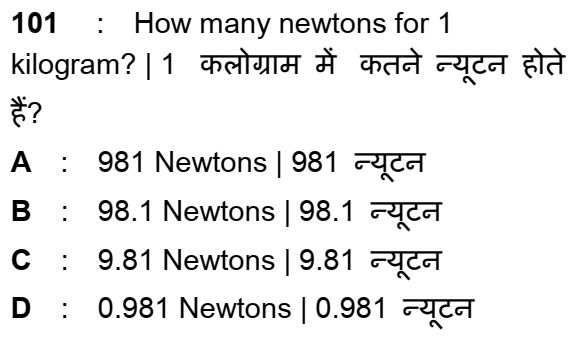 101 : How many newtons for 1
kilogram? | 1 कलोग्राम में कतने न्यूटन होते
हैं?
A : 981 Newtons | 981 न्यूटन
B : 98.1 Newtons | 98.1 न्यूटन
C : 9.81 Newtons | 9.81 न्यूटन
D : 0.981 Newtons | 0.981 न्यूटन